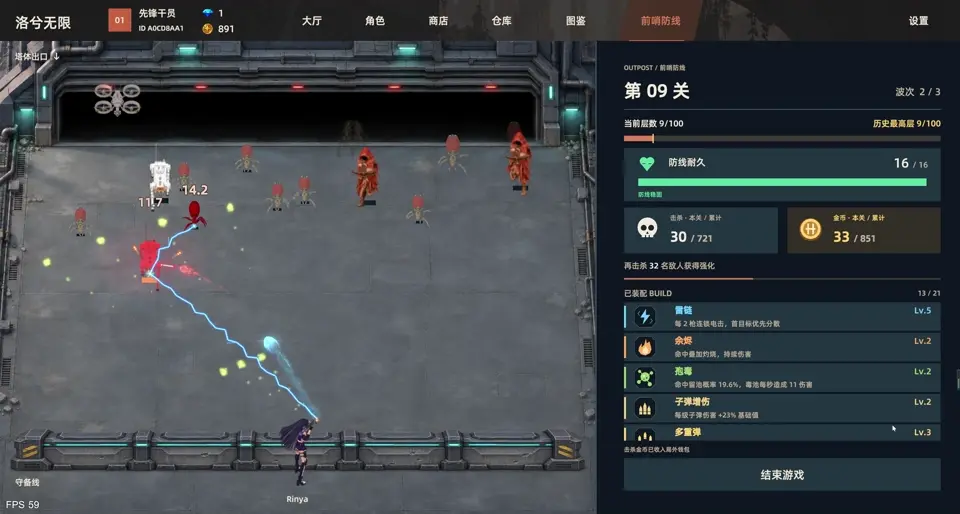 洛兮无限
01
先锋干员
ID A0CD8AA1
1
891
大厅
角色
商店
仓库
图鉴
前哨防线
设置
塔体出口 ↓
14.2
11.7
守备线
Rinya
FPS 59
OUTPOST / 前哨防线
第 09 关
波次 2 / 3
当前层数 9/100
历史最高层 9/100
防线耐久
16 / 16
防线稳固
击杀 · 本关 / 累计
30 / 721
金币 · 本关 / 累计
33 / 851
再击杀 32 名敌人获得强化
已装配 BUILD
13 / 21
雷链
Lv.5
每 2 枪连锁电击，首目标优先分散
余烬
Lv.2
命中叠加灼烧，持续伤害
孢毒
Lv.2
命中留池概率 19.6%，毒池每秒造成 11 伤害
子弹增伤
Lv.2
每级子弹伤害 +23% 基础值
多重弹
Lv.3
击杀金币已收入局外钱包
结束游戏